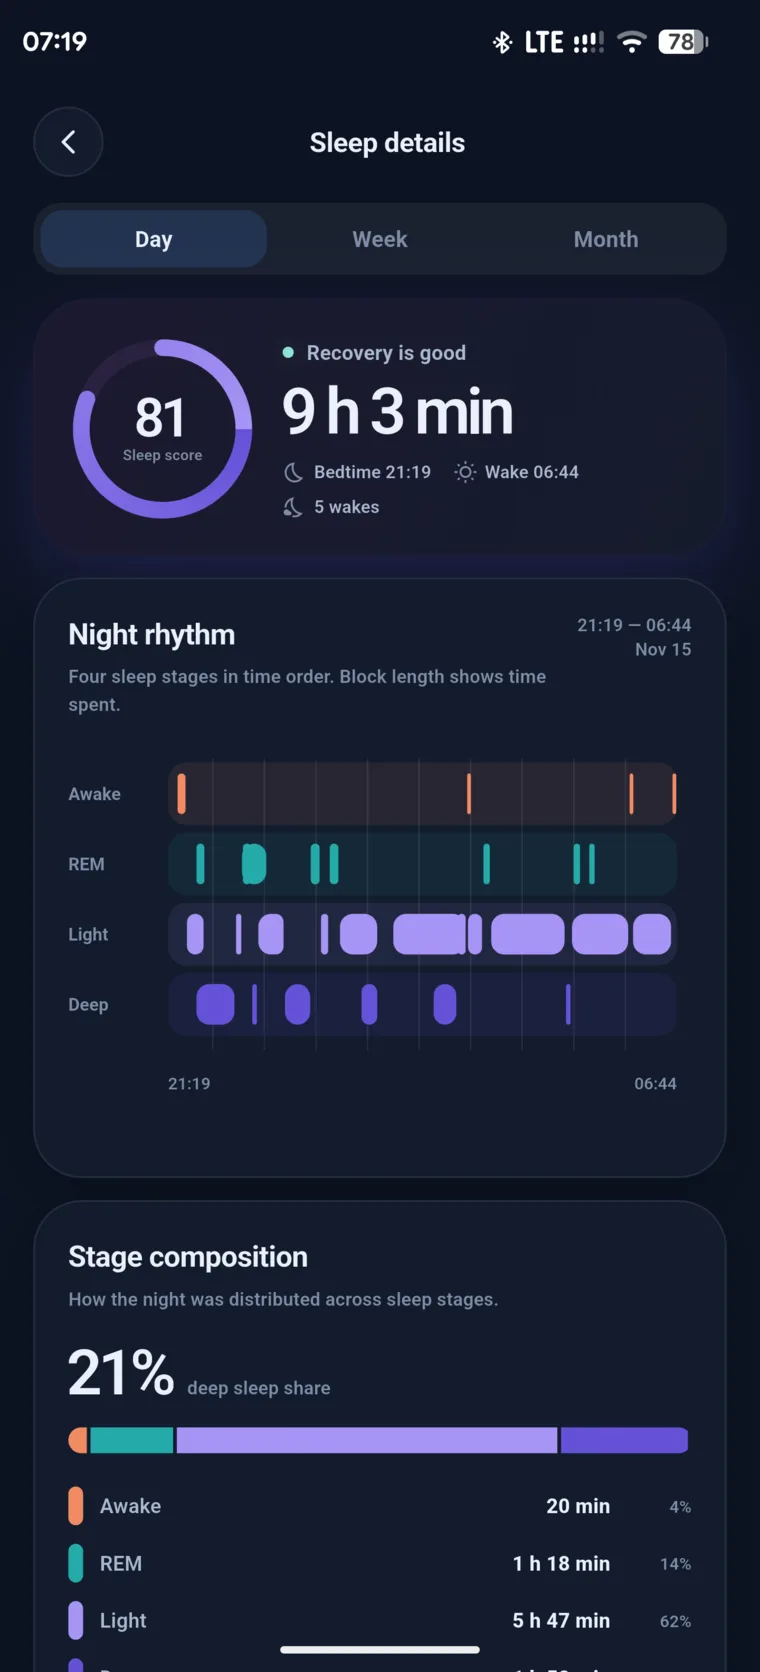 07:19
LTE
78
Sleep details
Day
Week
Month
81
Sleep score
Recovery is good
9 h 3 min
Bedtime 21:19
Wake 06:44
5 wakes
Night rhythm
21:19 — 06:44
Nov 15
Four sleep stages in time order. Block length shows time
spent.
Awake
REM
Light
Deep
21:19
06:44
Stage composition
How the night was distributed across sleep stages.
21% deep sleep share
Awake 20 min 4%
REM 1 h 18 min 14%
Light 5 h 47 min 62%